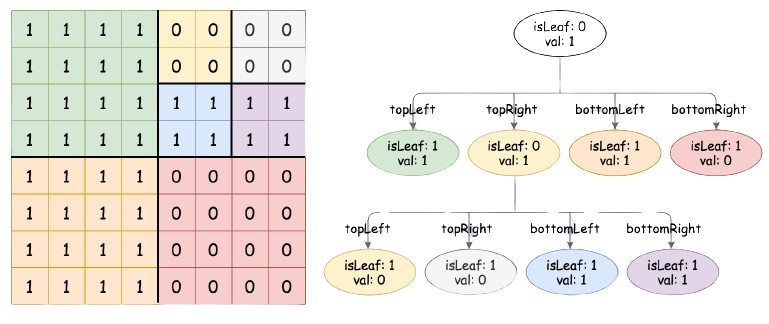 1 1 1 1 0 0 0 0
1 1 1 1 0 0 0 0
1 1 1 1 1 1 1 1
1 1 1 1 1 1 1 1
1 1 1 1 0 0 0 0
1 1 1 1 0 0 0 0
1 1 1 1 0 0 0 0
1 1 1 1 0 0 0 0
isLeaf: 0
val: 1
topLeft topRight bottomLeft bottomRight
isLeaf: 1 isLeaf: 0 isLeaf: 1 isLeaf: 1
val: 1 val: 1 val: 1 val: 0
topLeft topRight bottomLeft bottomRight
isLeaf: 1 isLeaf: 1 isLeaf: 1 isLeaf: 1
val: 0 val: 0 val: 1 val: 1